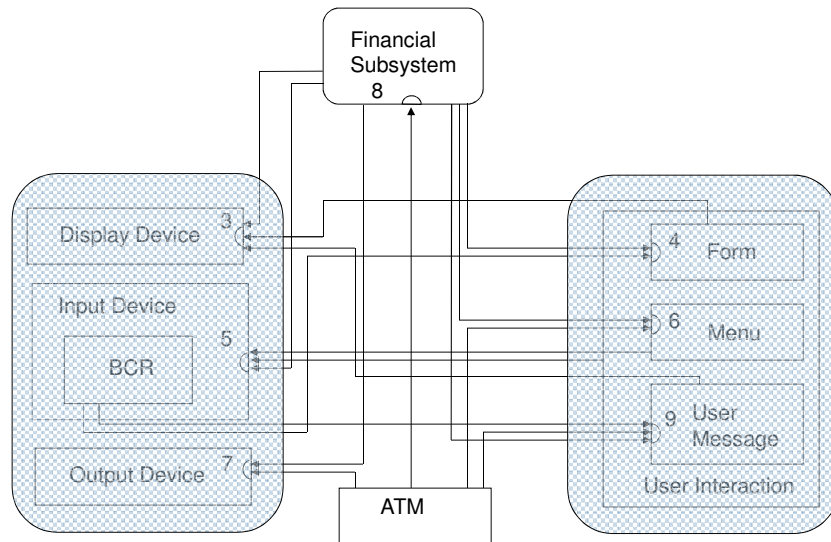 Financial
Subsystem
8
Display Device
3
Input Device
5
BCR
Output Device
7
4
Form
6
Menu
9
User
Message
User Interaction
ATM